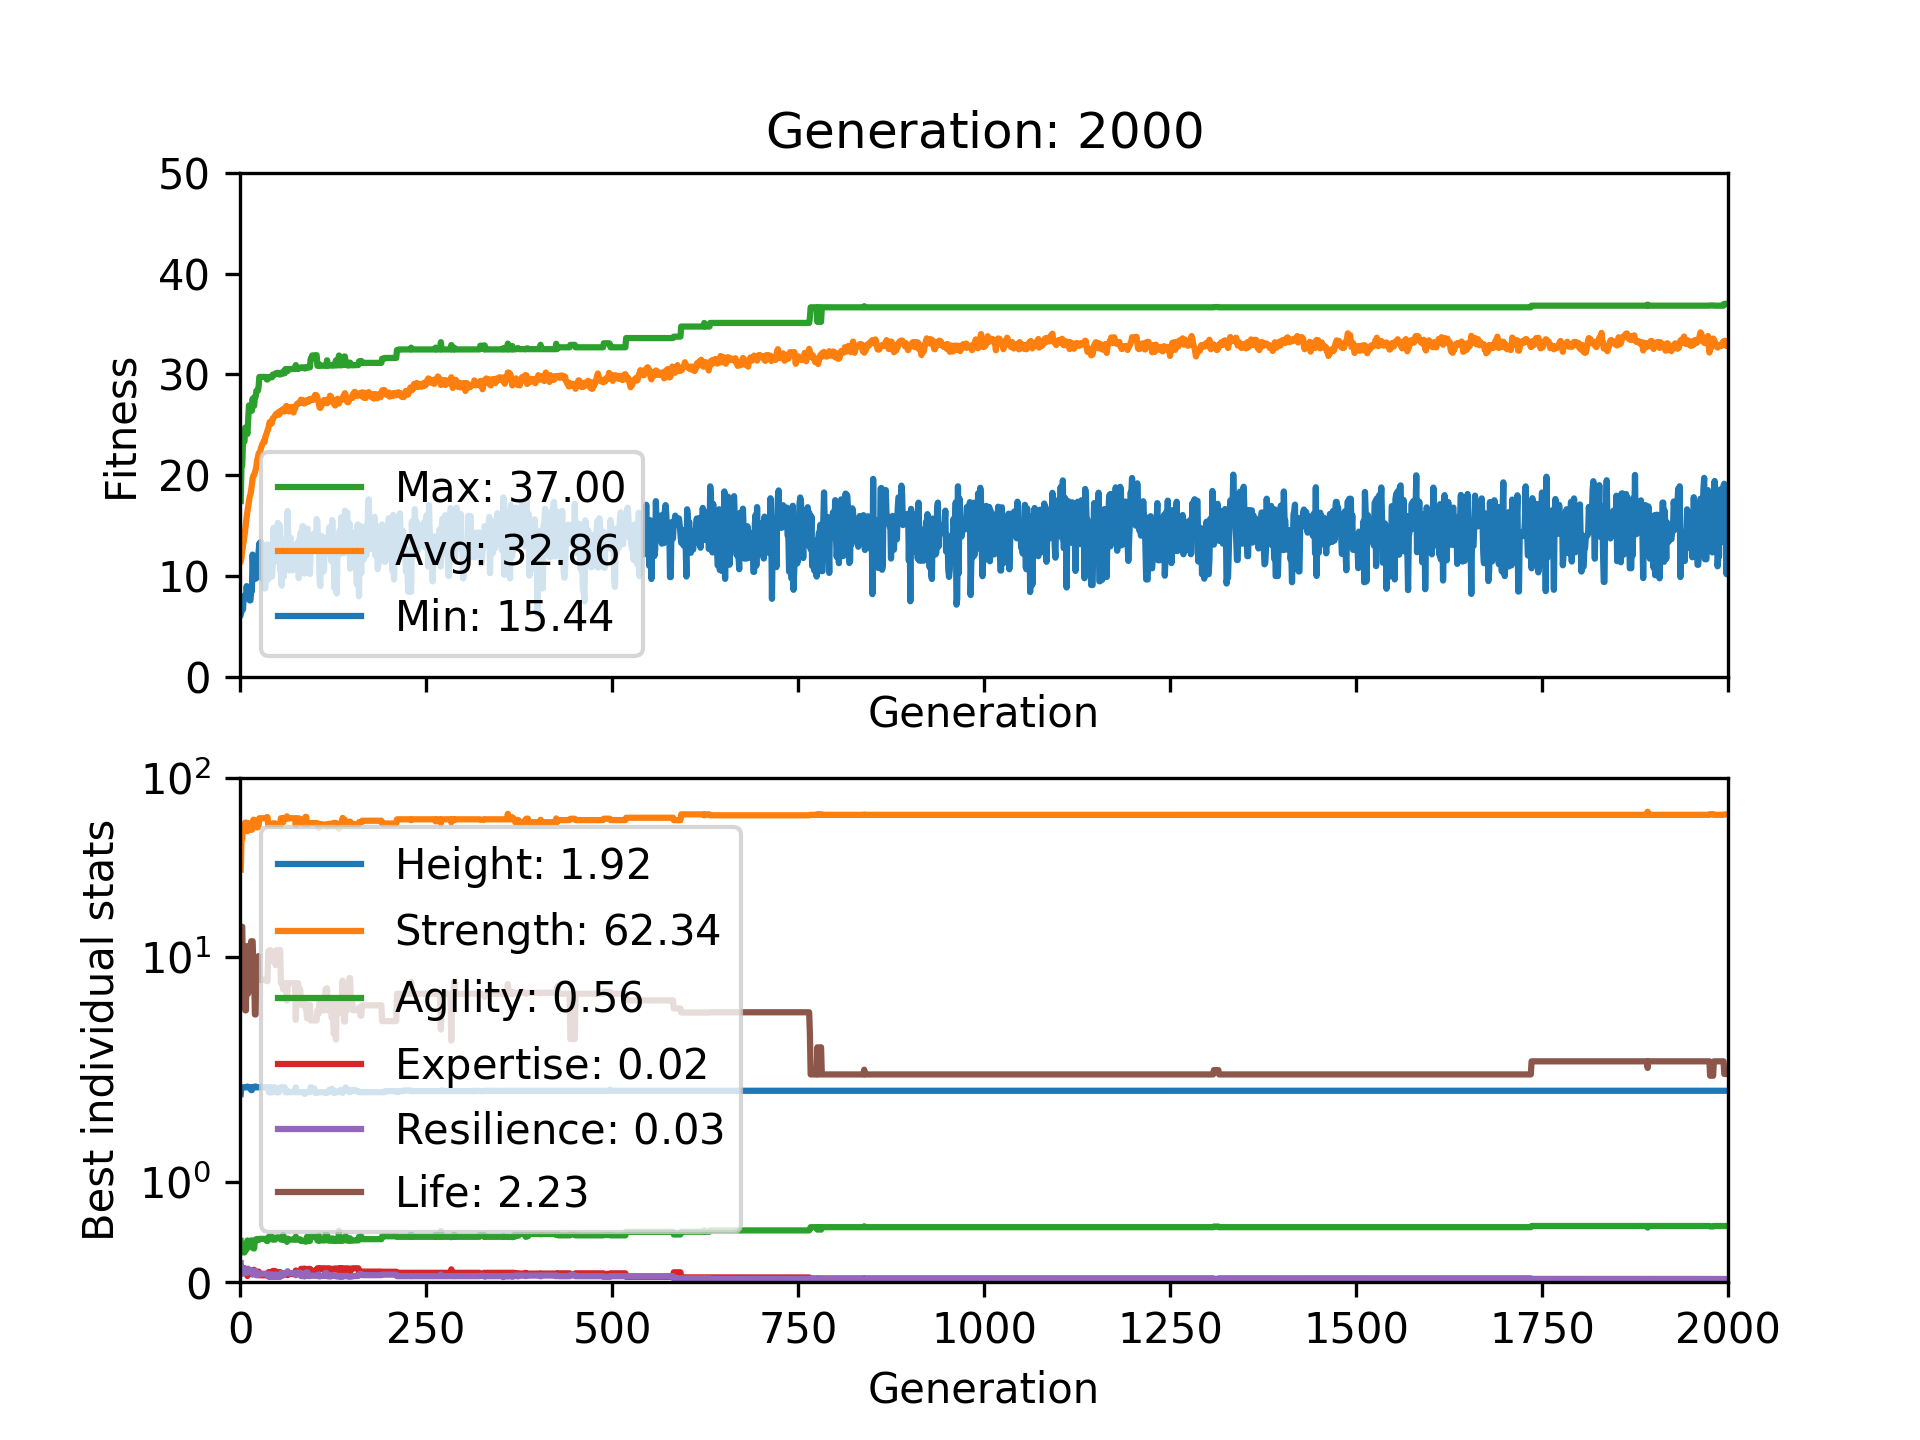 Generation: 2000
50
40
30
20
10
0
Fitness
Max: 37.00
Avg: 32.86
Min: 15.44
Generation
10²
10¹
10⁰
0
Best individual stats
Height: 1.92
Strength: 62.34
Agility: 0.56
Expertise: 0.02
Resilience: 0.03
Life: 2.23
0 250 500 750 1000 1250 1500 1750 2000
Generation